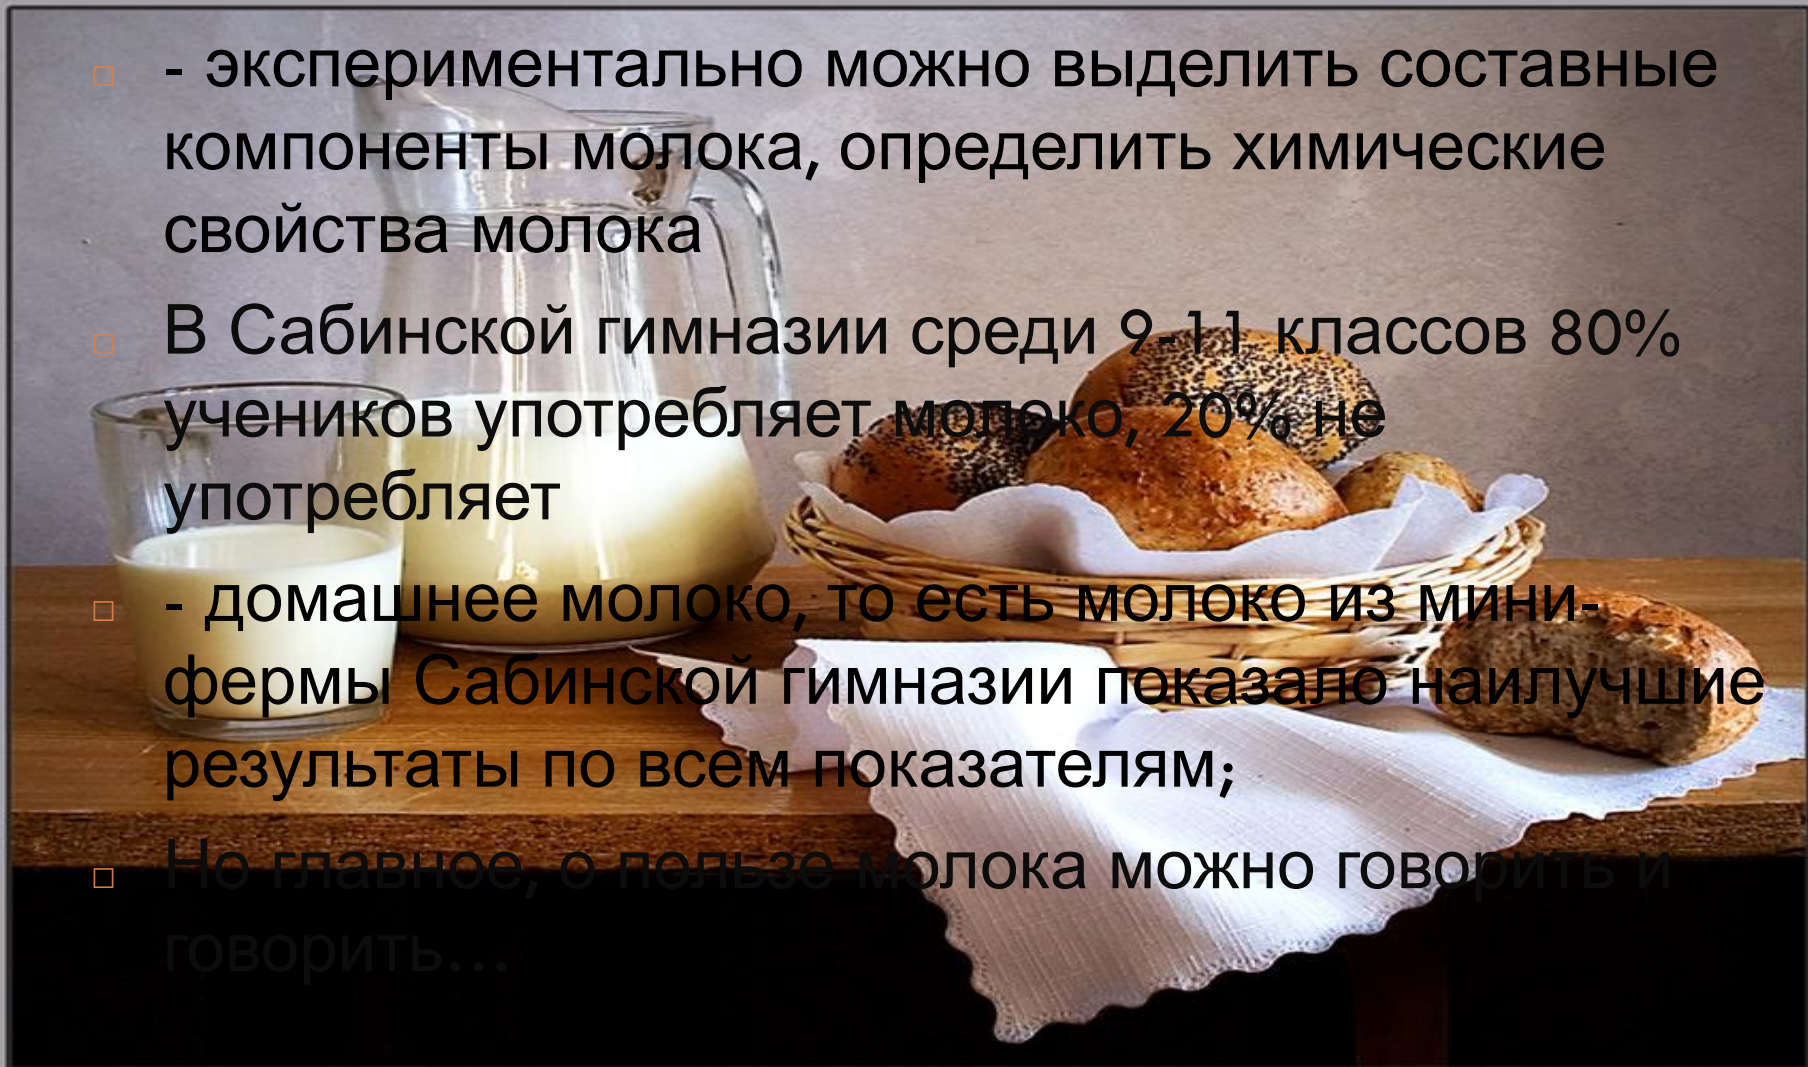 - экспериментально можно выделить составные
компоненты молока, определить химические
свойства молока
В Сабинской гимназии среди 9-11 классов 80%
учеников употребляет молоко, 20% не
употребляет
- домашнее молоко, то есть молоко из мини-
фермы Сабинской гимназии показало наилучшие
результаты по всем показателям;
Но главное, о пользе молока можно говорить и
говорить...